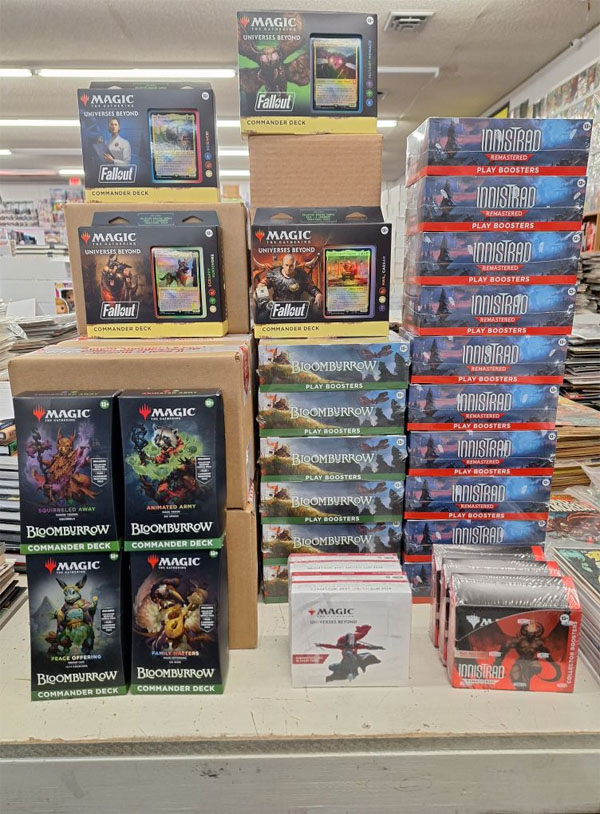 MAGIC
THE GATHERING
UNIVERSES BEYOND
Fallout
COMMANDER DECK
MAGIC
THE GATHERING
UNIVERSES BEYOND
Fallout
COMMANDER DECK
MAGIC
THE GATHERING
UNIVERSES BEYOND
Fallout
COMMANDER DECK
MAGIC
THE GATHERING
UNIVERSES BEYOND
HAIL, CAESAR
Fallout
COMMANDER DECK
INNISTRAD
REMASTERED
PLAY BOOSTERS
INNISTRAD
REMASTERED
PLAY BOOSTERS
INNISTRAD
REMASTERED
PLAY BOOSTERS
INNISTRAD
REMASTERED
PLAY BOOSTERS
INNISTRAD
REMASTERED
PLAY BOOSTERS
INNISTRAD
REMASTERED
PLAY BOOSTERS
INNISTRAD
REMASTERED
PLAY BOOSTERS
INNISTRAD
REMASTERED
PLAY BOOSTERS
INNISTRAD
BLOOMBURROW
PLAY BOOSTERS
BLOOMBURROW
PLAY BOOSTERS
BLOOMBURROW
PLAY BOOSTERS
BLOOMBURROW
PLAY BOOSTERS
BLOOMBURROW
MAGIC
THE GATHERING
13+
SQUIRRELED AWAY
BLOOMBURROW
COMMANDER DECK
MAGIC
THE GATHERING
ANIMATED ARMY
BLOOMBURROW
COMMANDER DECK
MAGIC
THE GATHERING
PEACE OFFERING
BLOOMBURROW
COMMANDER DECK
MAGIC
THE GATHERING
FAMILY MATTERS
BLOOMBURROW
COMMANDER DECK
MAGIC
UNIVERSES BEYOND
INNISTRAD
COLLECTOR BOOSTERS